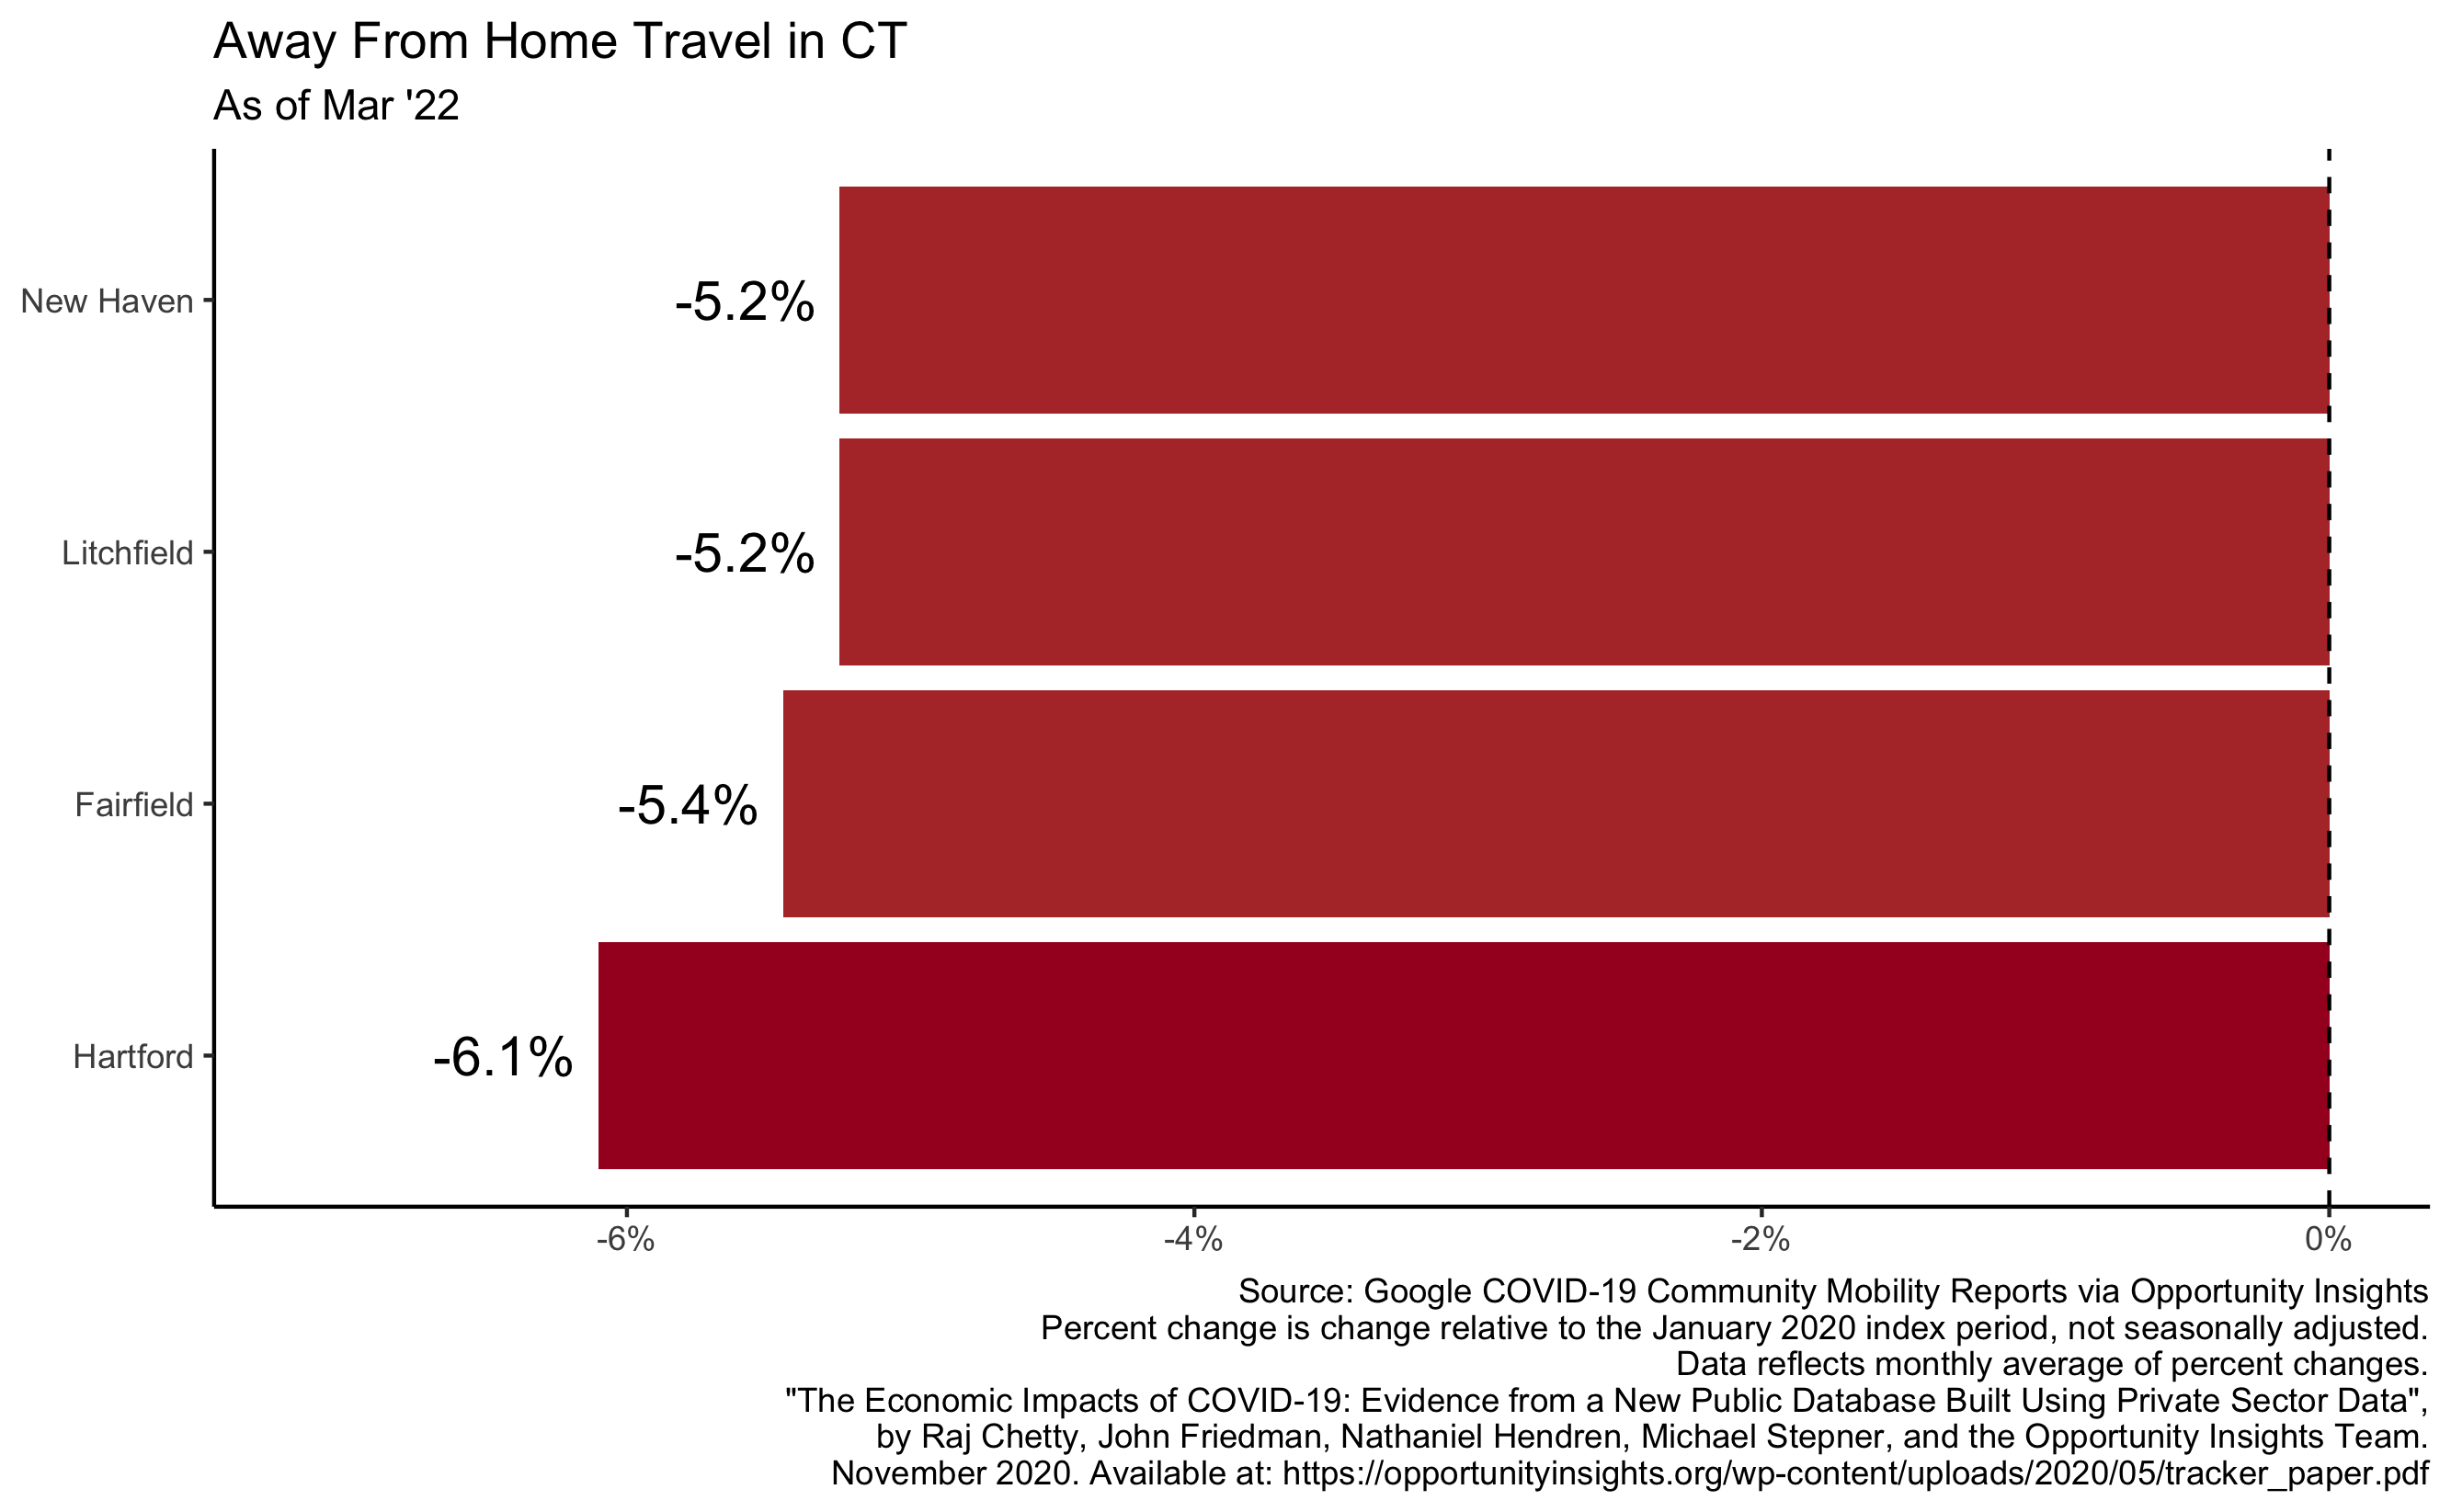 Away From Home Travel in CT
As of Mar '22
New Haven
-5.2%
Litchfield
-5.2%
Fairfield
-5.4%
Hartford
-6.1%
-6%
-4%
-2%
0%
Source: Google COVID-19 Community Mobility Reports via Opportunity Insights
Percent change is change relative to the January 2020 index period, not seasonally adjusted.
Data reflects monthly average of percent changes.
"The Economic Impacts of COVID-19: Evidence from a New Public Database Built Using Private Sector Data",
by Raj Chetty, John Friedman, Nathaniel Hendren, Michael Stepner, and the Opportunity Insights Team.
November 2020. Available at: https://opportunityinsights.org/wp-content/uploads/2020/05/tracker_paper.pdf